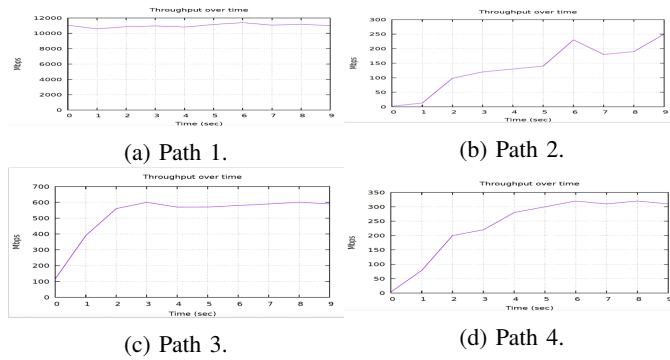 Throughput over time
12000
10000
8000
6000
4000
2000
0
Mbps
0 1 2 3 4 5 6 7 8 9
Time (sec)
(a) Path 1.
Throughput over time
300
250
200
150
100
50
0
Mbps
0 1 2 3 4 5 6 7 8 9
Time (sec)
(b) Path 2.
Throughput over time
700
600
500
400
300
200
100
0
Mbps
0 1 2 3 4 5 6 7 8 9
Time (sec)
(c) Path 3.
Throughput over time
350
300
250
200
150
100
50
0
Mbps
0 1 2 3 4 5 6 7 8 9
Time (sec)
(d) Path 4.